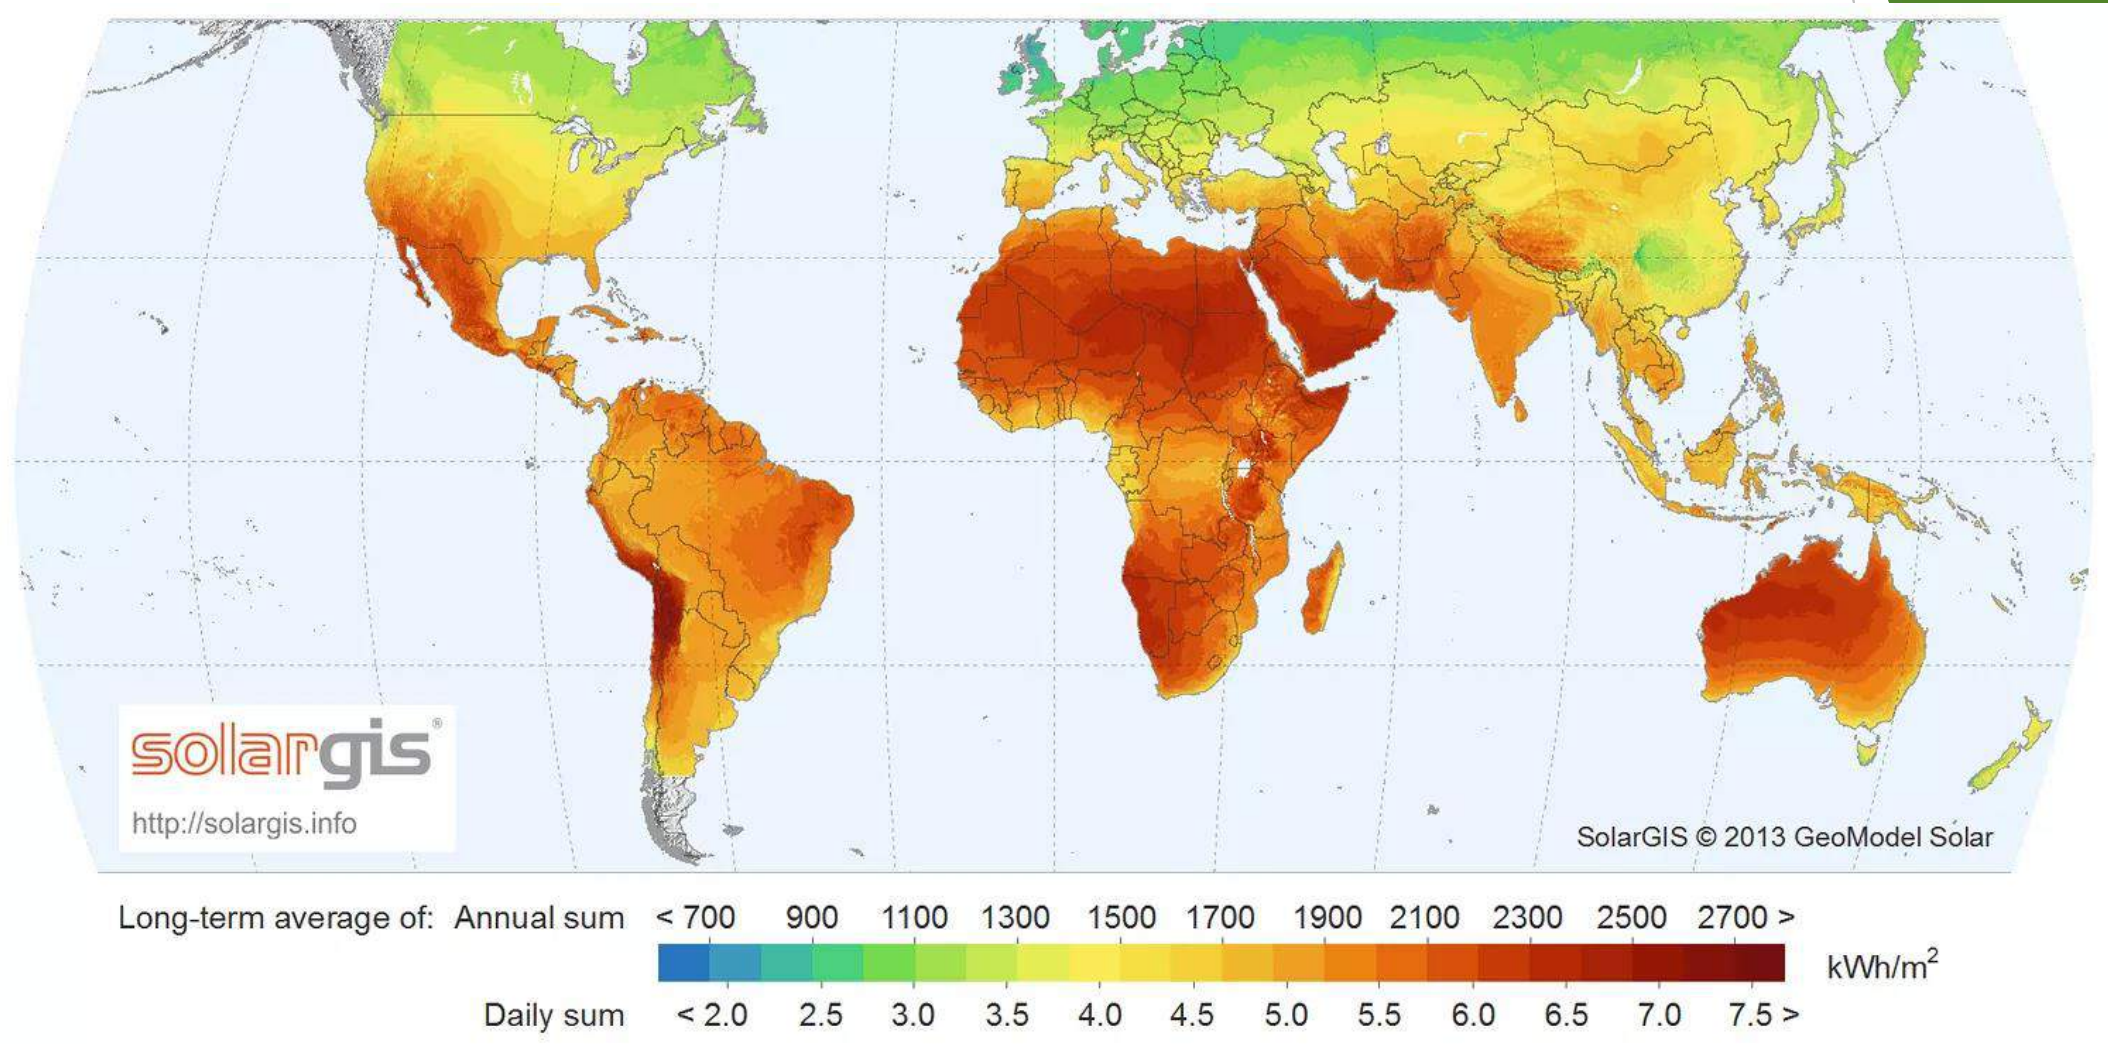 solargis®
http://solargis.info
SolarGIS © 2013 GeoModel Solar
Long-term average of: Annual sum < 700 900 1100 1300 1500 1700 1900 2100 2300 2500 2700 >
kWh/m²
Daily sum < 2.0 2.5 3.0 3.5 4.0 4.5 5.0 5.5 6.0 6.5 7.0 7.5 >